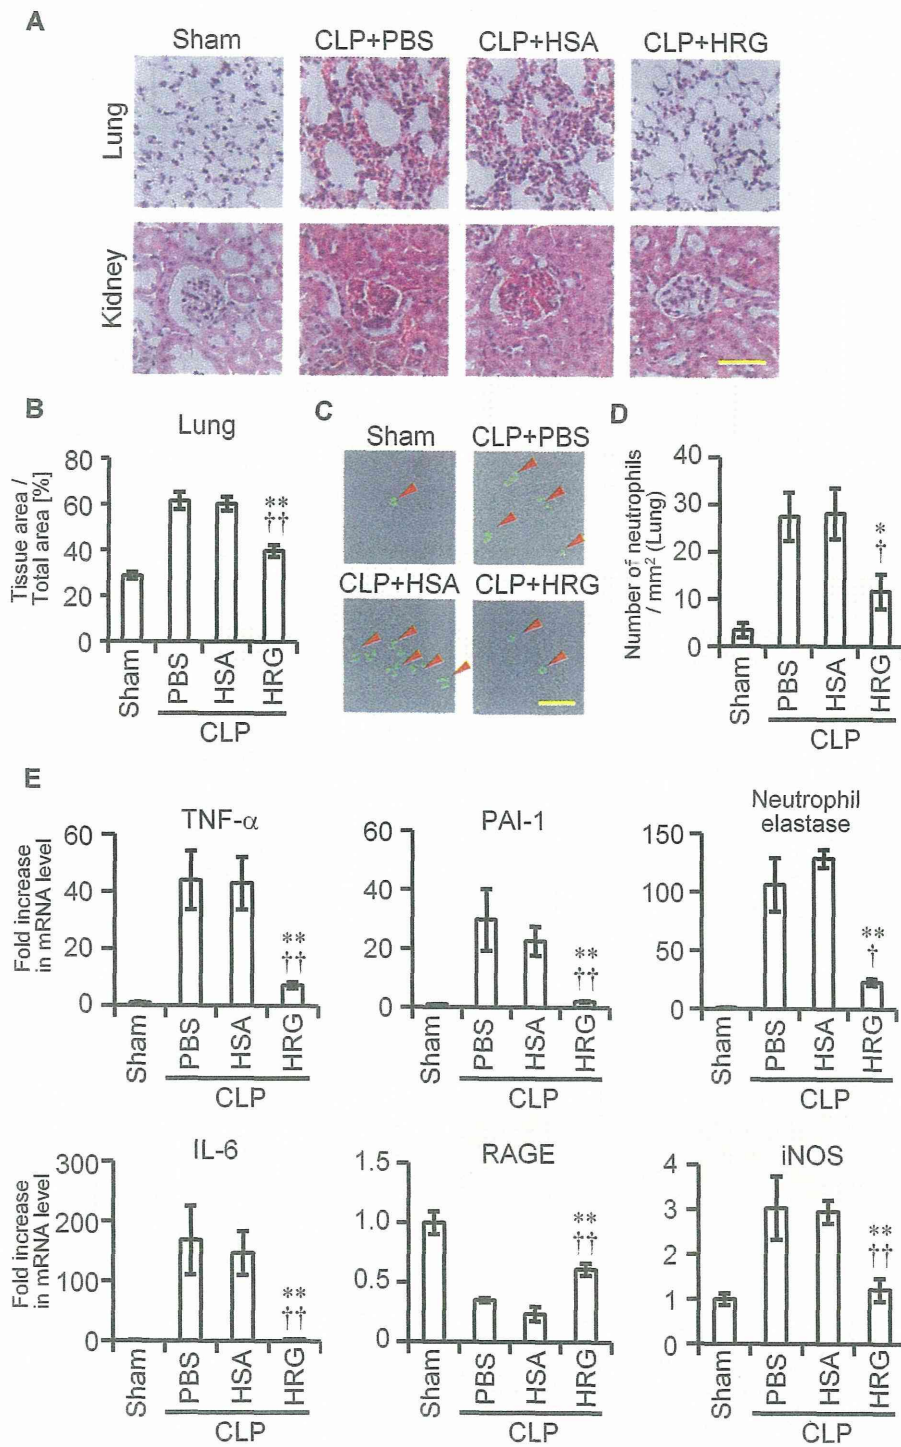 A
Sham CLP+PBS CLP+HSA CLP+HRG
Lung
Kidney
B
Lung
Tissue area /
Total area [%]
80
60
40
20
0
**
††
Sham PBS HSA HRG
CLP
C
Sham CLP+PBS
CLP+HSA CLP+HRG
D
Number of neutrophils
/ mm² (Lung)
40
30
20
10
0
*
†
Sham PBS HSA HRG
CLP
E
TNF-α
Fold increase
in mRNA level
60
40
20
0
**
††
Sham PBS HSA HRG
CLP
PAI-1
60
40
20
0
**
††
Sham PBS HSA HRG
CLP
Neutrophil
elastase
150
100
50
0
**
†
Sham PBS HSA HRG
CLP
IL-6
Fold increase
in mRNA level
300
200
100
0
**
††
Sham PBS HSA HRG
CLP
RAGE
1.5
1.0
0.5
0
**
††
Sham PBS HSA HRG
CLP
iNOS
4
3
2
1
0
**
††
Sham PBS HSA HRG
CLP